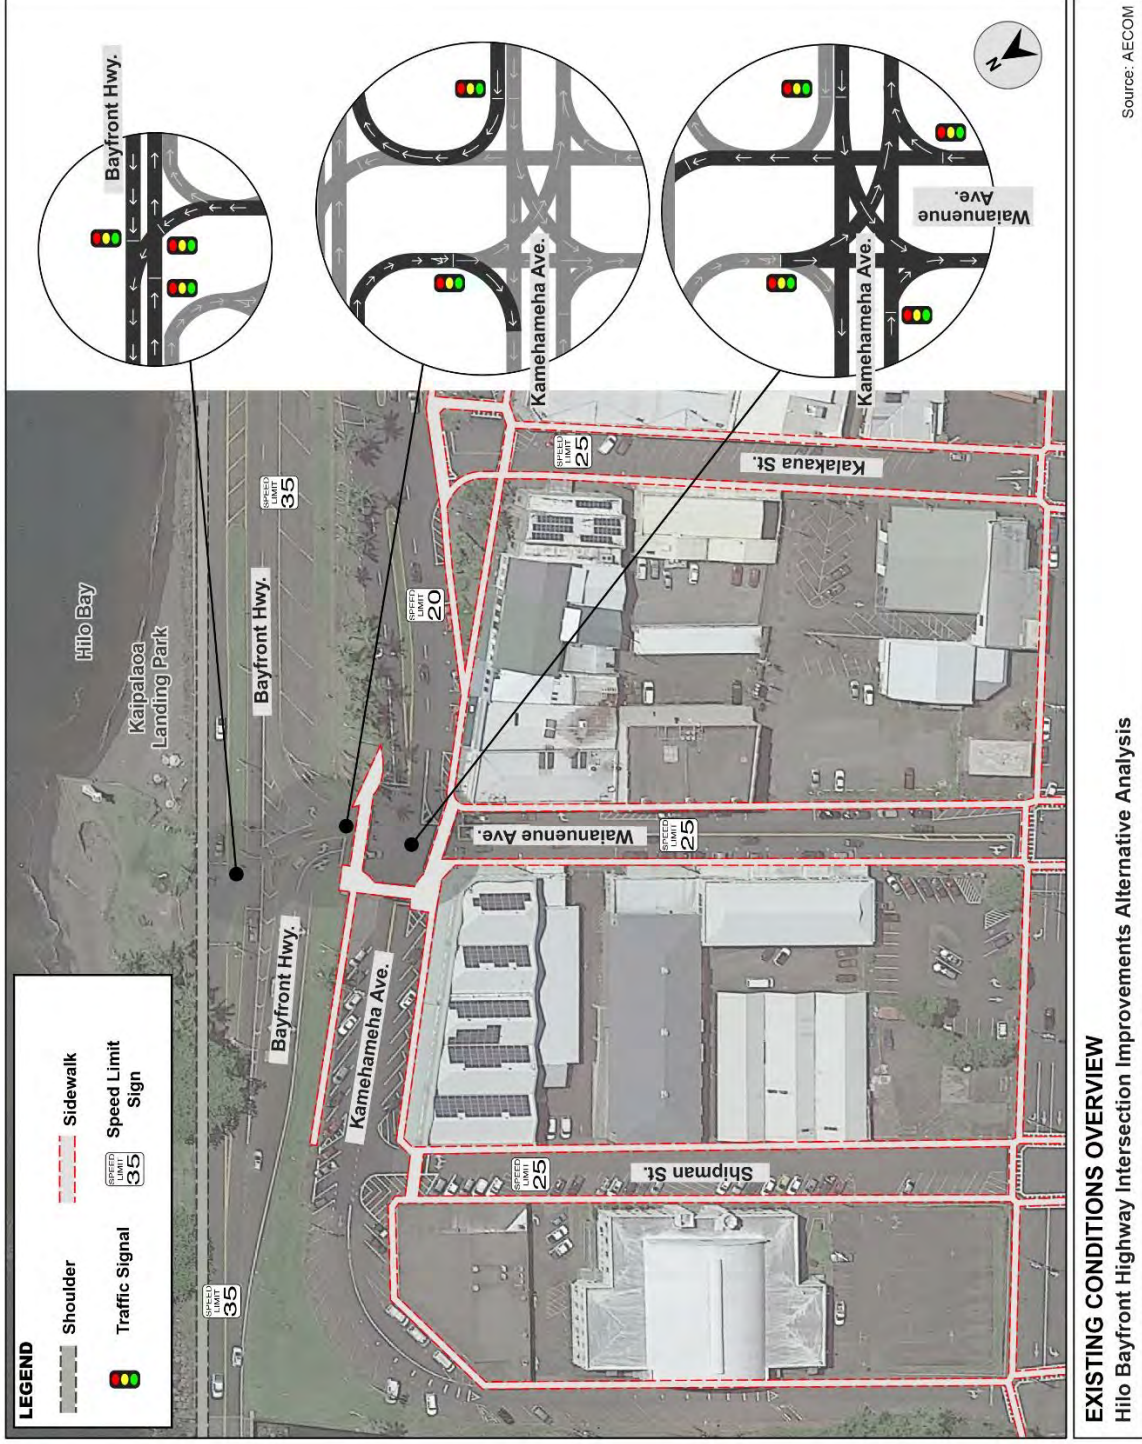 LEGEND
Shoulder
Sidewalk
Traffic Signal
SPEED
LIMIT
35
Speed Limit
Sign
Hilo Bay
Kaipalaoa
Landing Park
SPEED
LIMIT
35
Bayfront Hwy.
Bayfront Hwy.
SPEED
LIMIT
35
Bayfront Hwy.
Kamehameha Ave.
SPEED
LIMIT
20
Kamehameha Ave.
Kamehameha Ave.
SPEED
LIMIT
25
Shipman St.
Waianuenue Ave.
SPEED
LIMIT
25
SPEED
LIMIT
25
Kalakaua St.
Waianuenue
Ave.
N
EXISTING CONDITIONS OVERVIEW
Hilo Bayfront Highway Intersection Improvements Alternative Analysis
Source: AECOM